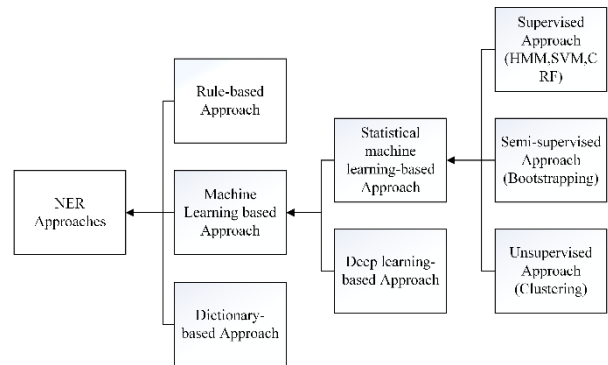 NER
Approaches
Rule-based
Approach
Machine
Learning based
Approach
Dictionary-
based Approach
Statistical
machine
learning-based
Approach
Deep learning-
based Approach
Supervised
Approach
(HMM,SVM,C
RF)
Semi-supervised
Approach
(Bootstrapping)
Unsupervised
Approach
(Clustering)